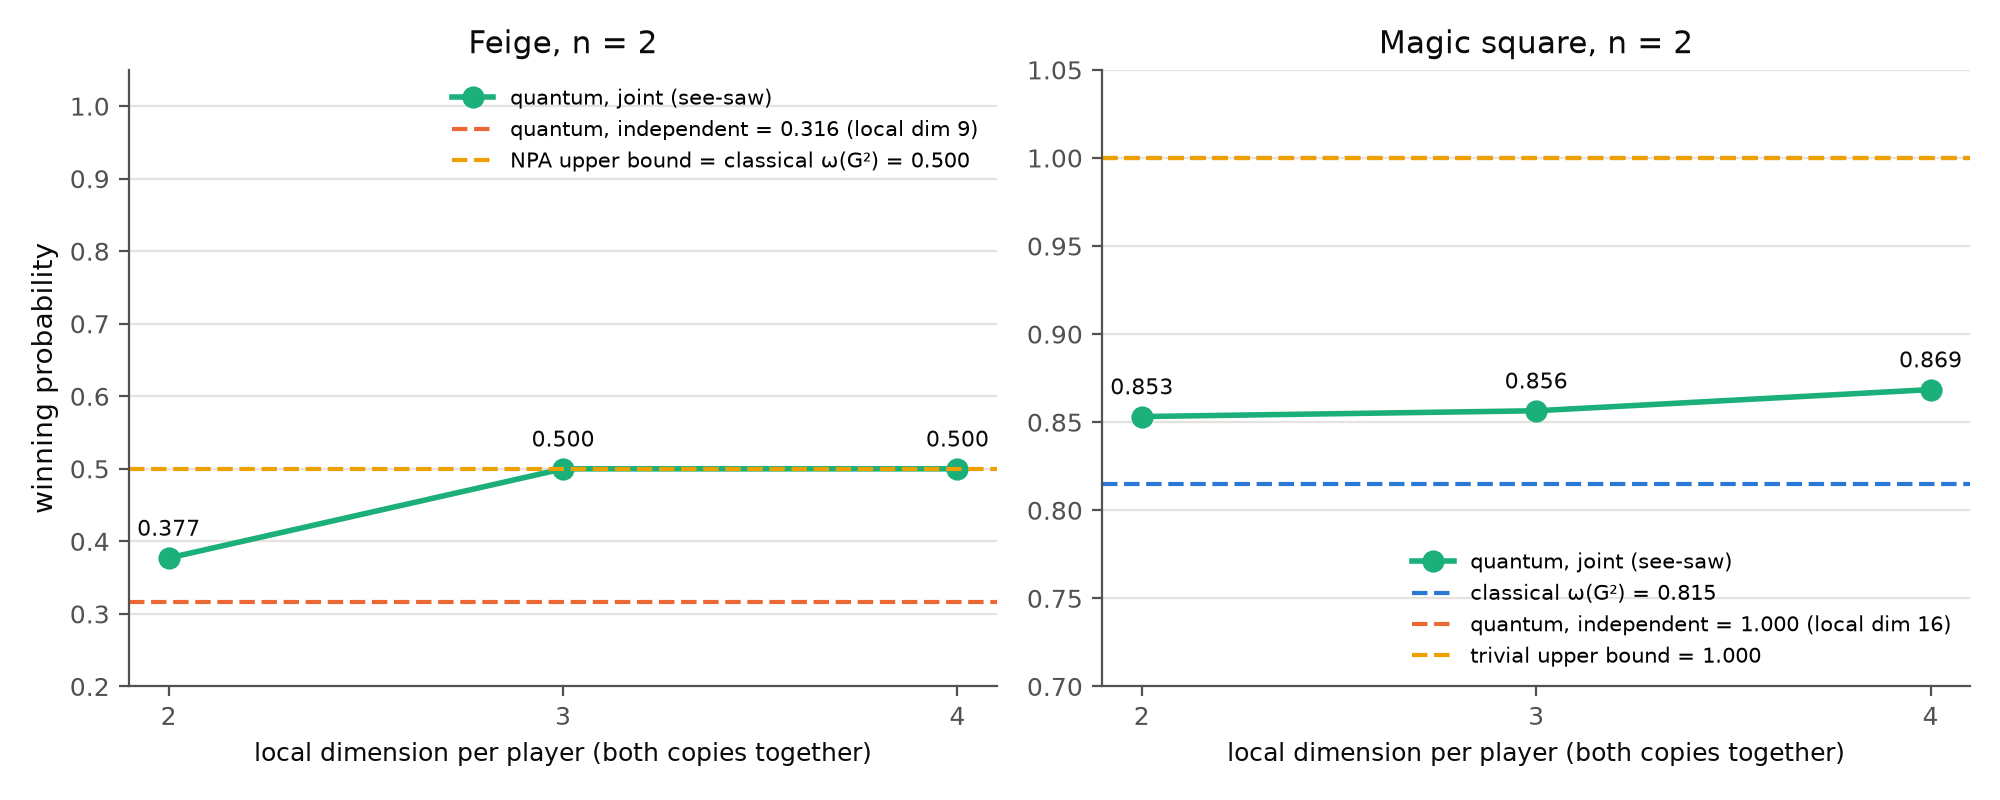 Feige, n = 2
winning probability
1.0
0.9
0.8
0.7
0.6
0.5
0.4
0.3
0.2
quantum, joint (see-saw)
quantum, independent = 0.316 (local dim 9)
NPA upper bound = classical ω(G²) = 0.500
0.377
0.500
0.500
2
3
4
local dimension per player (both copies together)
Magic square, n = 2
1.05
1.00
0.95
0.90
0.85
0.80
0.75
0.70
0.853
0.856
0.869
quantum, joint (see-saw)
classical ω(G²) = 0.815
quantum, independent = 1.000 (local dim 16)
trivial upper bound = 1.000
2
3
4
local dimension per player (both copies together)